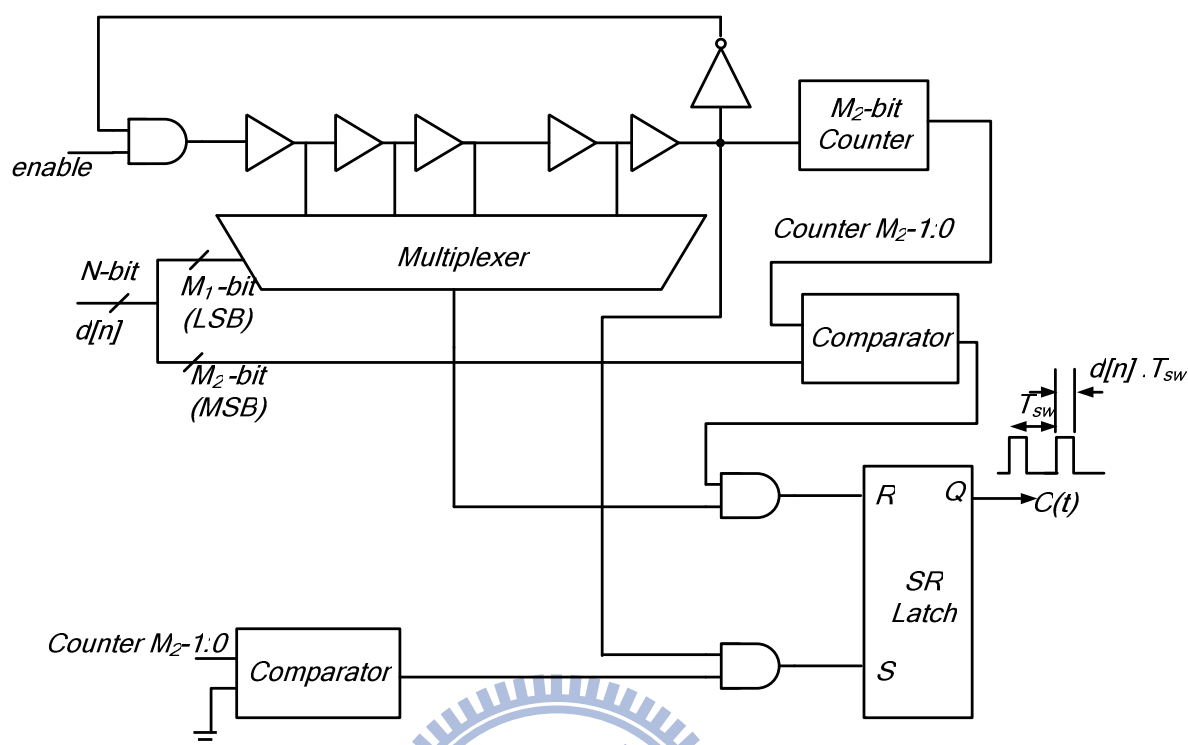 M₂-bit
Counter
enable
Counter M₂-1:0
Multiplexer
N-bit
d[n]
M₁-bit
(LSB)
M₂-bit
(MSB)
Comparator
d[n] .Tsw
Tsw
R
Q
C(t)
SR
Latch
S
Counter M₂-1:0
Comparator